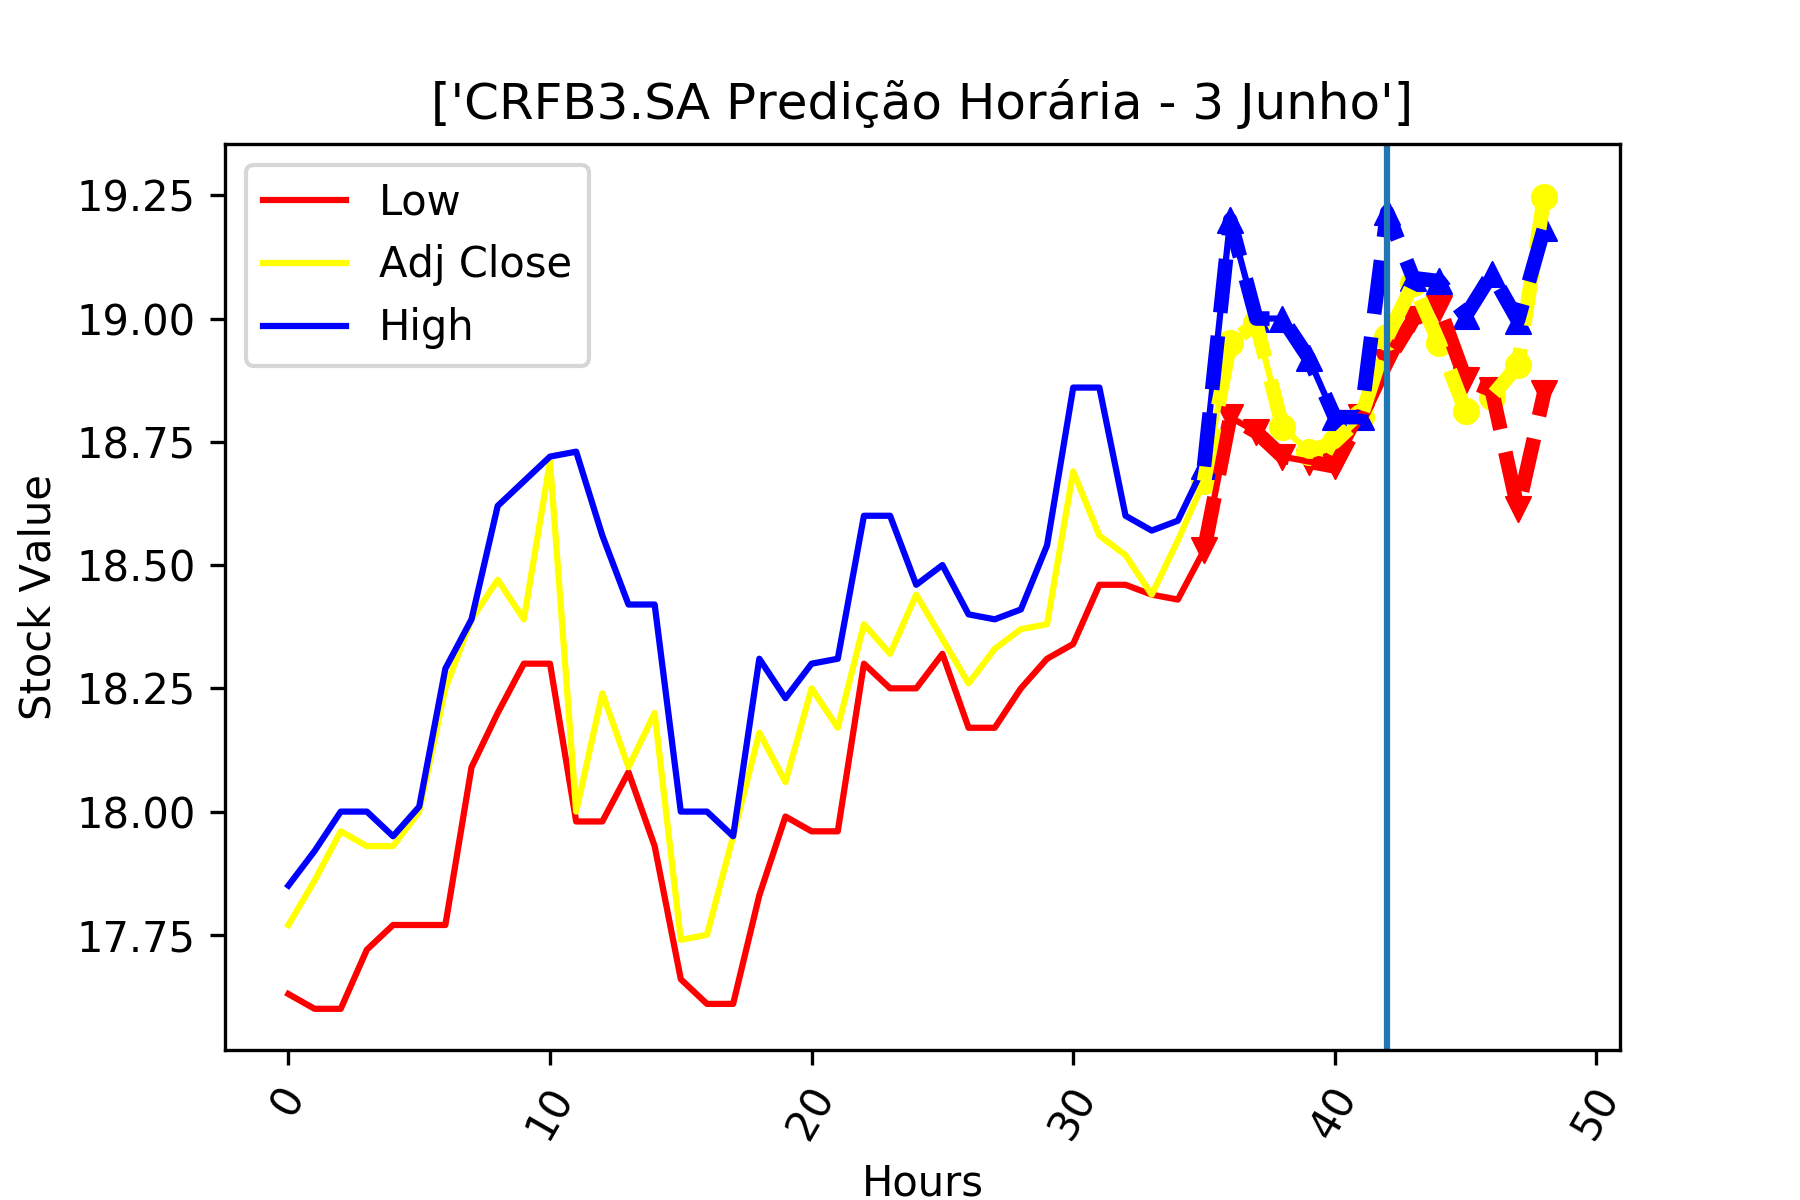 ['CRFB3.SA Predição Horária - 3 Junho']
Low
Adj Close
High
19.25
19.00
18.75
18.50
18.25
18.00
17.75
Stock Value
0
10
20
30
40
50
Hours